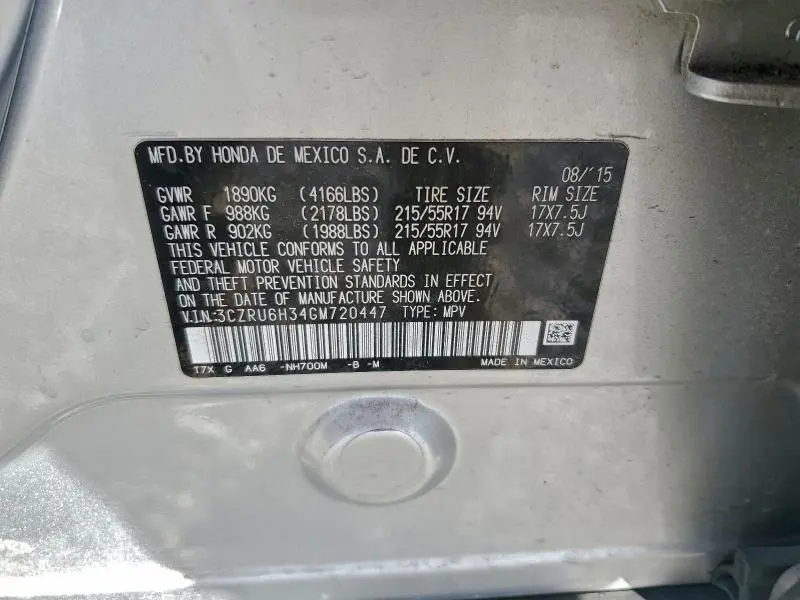 MFD.BY HONDA DE MEXICO S.A. DE C.V.
08/'15
GVWR 1890KG (4166LBS) TIRE SIZE RIM SIZE
GAWR F 988KG (2178LBS) 215/55R17 94V 17X7.5J
GAWR R 902KG (1988LBS) 215/55R17 94V 17X7.5J
THIS VEHICLE CONFORMS TO ALL APPLICABLE
FEDERAL MOTOR VEHICLE SAFETY
AND THEFT PREVENTION STANDARDS IN EFFECT
ON THE DATE OF MANUFACTURE SHOWN ABOVE.
V.I.N:3CZRU6H34GM720447 TYPE: MPV
T7X G AA6 -NH700M -B -M MADE IN MEXICO